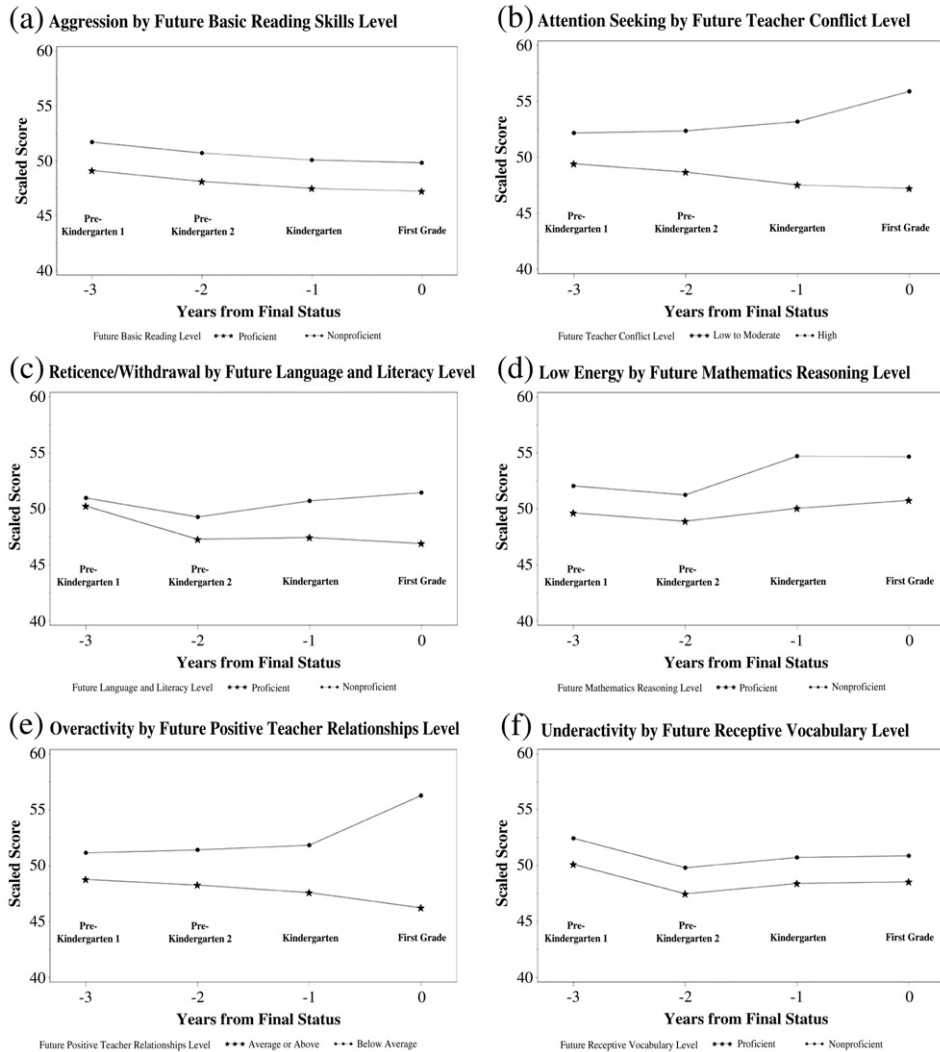 (a) Aggression by Future Basic Reading Skills Level
60
55
50
45
40
Scaled Score
Pre-
Kindergarten 1
Pre-
Kindergarten 2
Kindergarten
First Grade
-3 -2 -1 0
Years from Final Status
Future Basic Reading Level Proficient Nonproficient
(b) Attention Seeking by Future Teacher Conflict Level
60
55
50
45
40
Scaled Score
Pre-
Kindergarten 1
Pre-
Kindergarten 2
Kindergarten
First Grade
-3 -2 -1 0
Years from Final Status
Future Teacher Conflict Level Low to Moderate High
(c) Reticence/Withdrawal by Future Language and Literacy Level
60
55
50
45
40
Scaled Score
Pre-
Kindergarten 1
Pre-
Kindergarten 2
Kindergarten
First Grade
-3 -2 -1 0
Years from Final Status
Future Language and Literacy Level Proficient Nonproficient
(d) Low Energy by Future Mathematics Reasoning Level
60
55
50
45
40
Scaled Score
Pre-
Kindergarten 1
Pre-
Kindergarten 2
Kindergarten
First Grade
-3 -2 -1 0
Years from Final Status
Future Mathematics Reasoning Level Proficient Nonproficient
(e) Overactivity by Future Positive Teacher Relationships Level
60
55
50
45
40
Scaled Score
Pre-
Kindergarten 1
Pre-
Kindergarten 2
Kindergarten
First Grade
-3 -2 -1 0
Years from Final Status
Future Positive Teacher Relationships Level Average or Above Below Average
(f) Underactivity by Future Receptive Vocabulary Level
60
55
50
45
40
Scaled Score
Pre-
Kindergarten 1
Pre-
Kindergarten 2
Kindergarten
First Grade
-3 -2 -1 0
Years from Final Status
Future Receptive Vocabulary Level Proficient Nonproficient